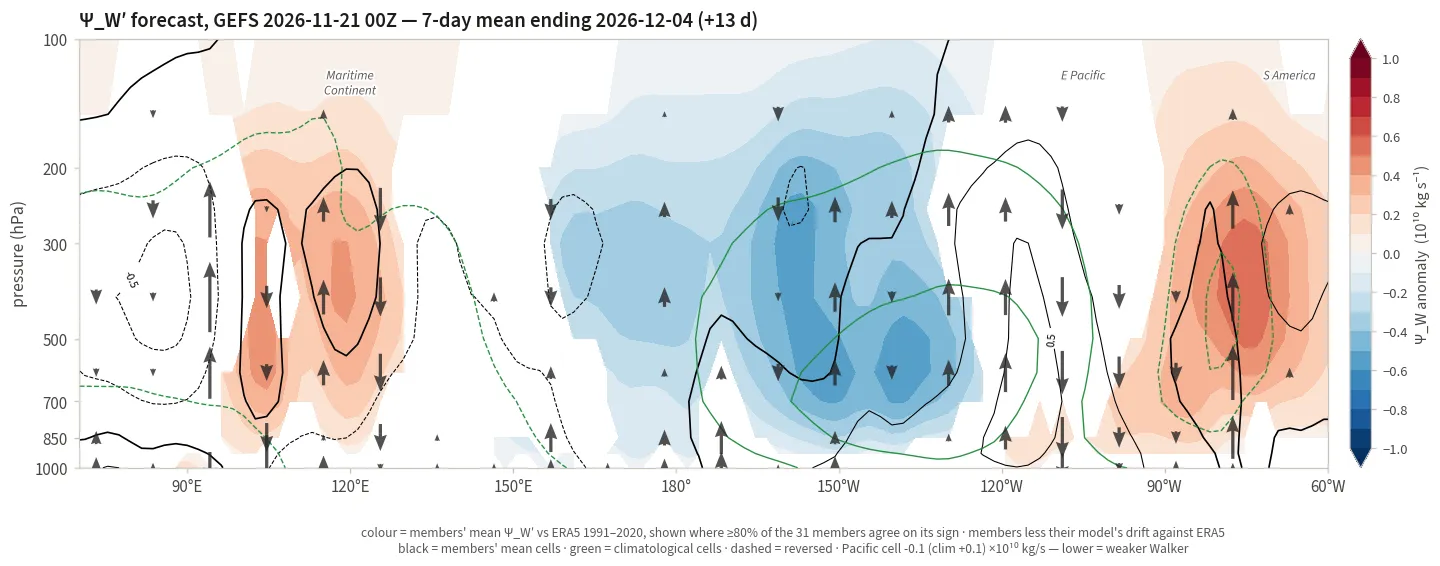 Ψ_W′ forecast, GEFS 2026-11-21 00Z — 7-day mean ending 2026-12-04 (+13 d)
100
200
300
400
500
700
850
1000
pressure (hPa)
Maritime
Continent
E Pacific
S America
-0.5
0.5
90°E
120°E
150°E
180°
150°W
120°W
90°W
60°W
1.0
0.8
0.6
0.4
0.2
0.0
−0.2
−0.4
−0.6
−0.8
−1.0
Ψ_W anomaly (10¹⁰ kg s⁻¹)
colour = members' mean Ψ_W′ vs ERA5 1991–2020, shown where ≥80% of the 31 members agree on its sign · members less their model's drift against ERA5
black = members' mean cells · green = climatological cells · dashed = reversed · Pacific cell -0.1 (clim +0.1) ×10¹⁰ kg/s — lower = weaker Walker